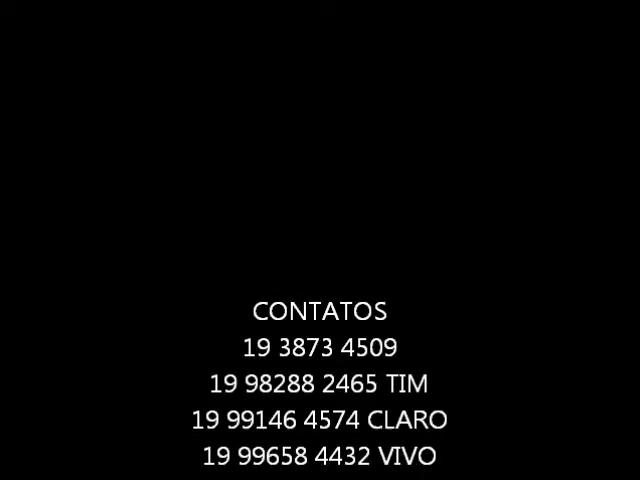 CONTATOS
19 3873 4509
19 98288 2465 TIM
19 99146 4574 CLARO
19 99658 4432 VIVO